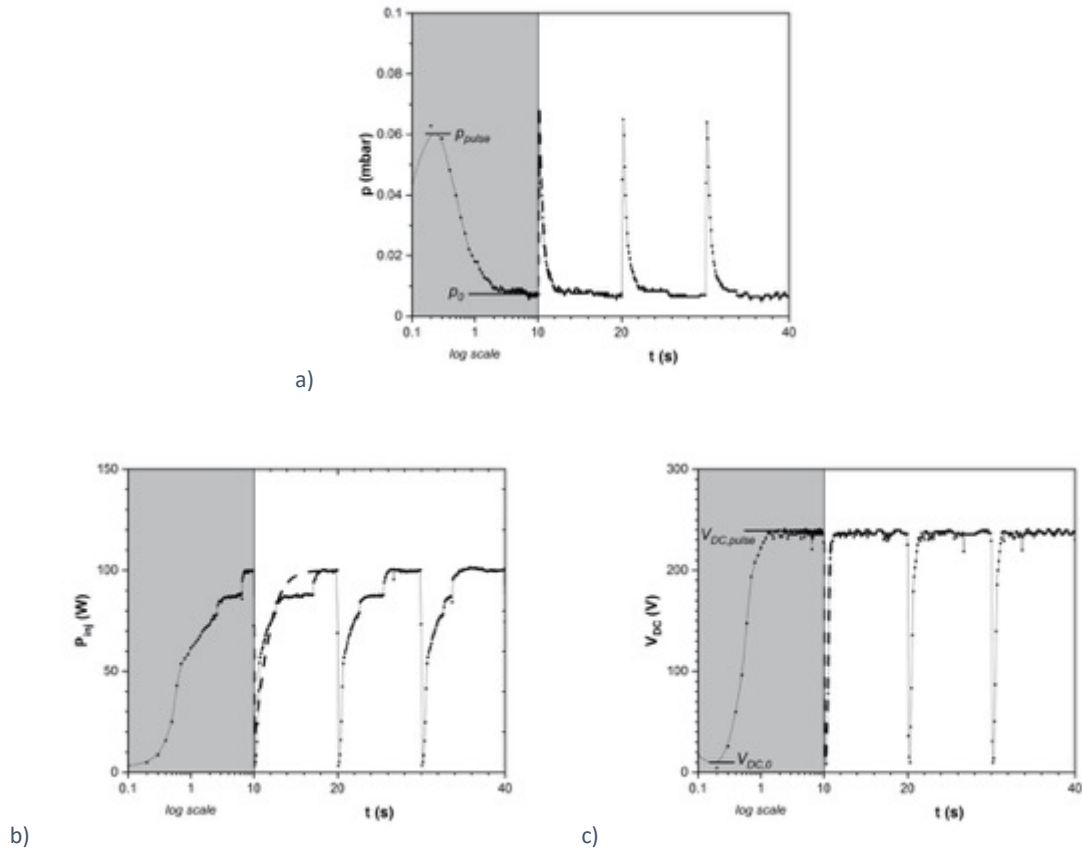 0.1
0.08
0.06
0.04
0.02
0
p (mbar)
p_pulse
p_0
0.1 1 10 20 40
log scale t (s)
a)
150
100
50
0
P_inj (W)
0.1 1 10 20 40
log scale t (s)
b)
300
200
100
0
V_DC (V)
V_DC,pulse
V_DC,0
0.1 1 10 20 40
log scale t (s)
c)